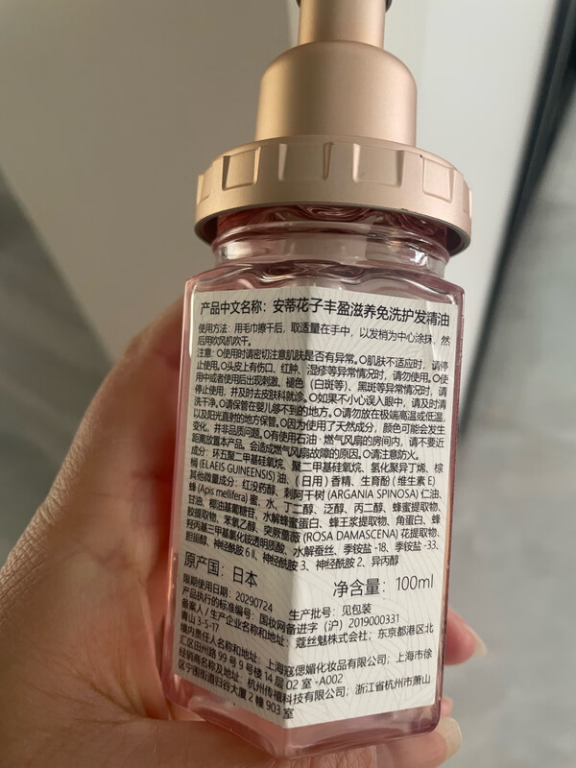 产品中文名称：安蒂花子丰盈滋养免洗护发精油
使用方法：用毛巾擦干后，取适量在手中，以发梢为中心涂抹，然
后用吹风机吹干。
注意：○使用时请密切注意肌肤是否有异常。○肌肤不适应时，请停
止使用。○头皮上有伤口、红肿、湿疹等异常情况时，请勿使用。○使
用中或者使用后出现刺激、褪色（白斑等）、黑斑等异常情况时，请
停止使用，并及时去皮肤科就诊。○如果不小心误入眼中，请及时清
洗干净。○请保管在婴儿够不到的地方。○请勿放在极端高温或低温、
以及阳光直射的地方保管。○因为使用了天然成分，颜色可能会发生
变化，并非品质问题。○有使用石油·燃气风扇的房间内，请不要近
距离放置本产品。会造成燃气风扇故障的原因。○请注意防火。
成分：环五聚二甲基硅氧烷、聚二甲基硅氧烷、氢化聚异丁烯、棕
榈 (ELAEIS GUINEENSIS) 油、（日用）香精、生育酚（维生素 E）
其他微量成分：红没药醇、刺阿干树 (ARGANIA SPINOSA) 仁油、
蜂 (Apis mellifera) 蜜、水、丁二醇、泛醇、丙二醇、蜂蜜提取物、
甘油、椰油基葡糖苷、水解蜂蜜蛋白、蜂王浆提取物、角蛋白、蜂
胶提取物、苯氧乙醇、突厥蔷薇 (ROSA DAMASCENA) 花提取物、
羟丙基三甲基氯化铵透明质酸、水解蚕丝、季铵盐 -18、季铵盐 -33、
胆甾醇、神经酰胺 6 II、神经酰胺 3、神经酰胺 2、异丙醇
原产国：日本 净含量：100ml
限期使用日期：20290724 生产批号：见包装
产品执行的标准编号：国妆网备进字（沪）2019000331
备案人 / 生产企业名称和地址：蔻丝魅株式会社；东京都港区北
青山 3-5-17
境内责任人名称和地址：上海蔻偲媚化妆品有限公司；上海市徐
汇区田州路 99 号 9 号楼 14 层 02 室 -A002
经销商名称及地址：杭州传禧科技有限公司；浙江省杭州市萧山
区宁围街道归谷大厦 2 幢 903 室